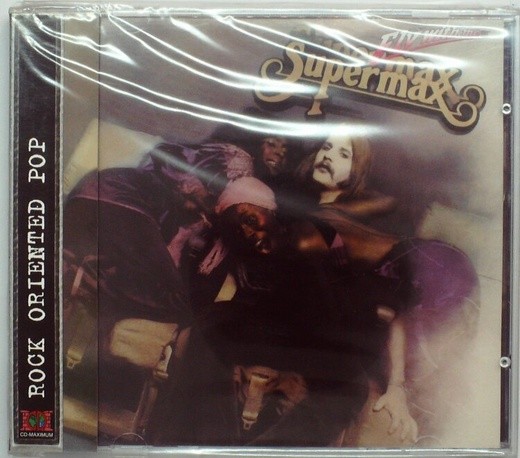 Supermax
ROCK ORIENTED POP
CD-MAXIMUM